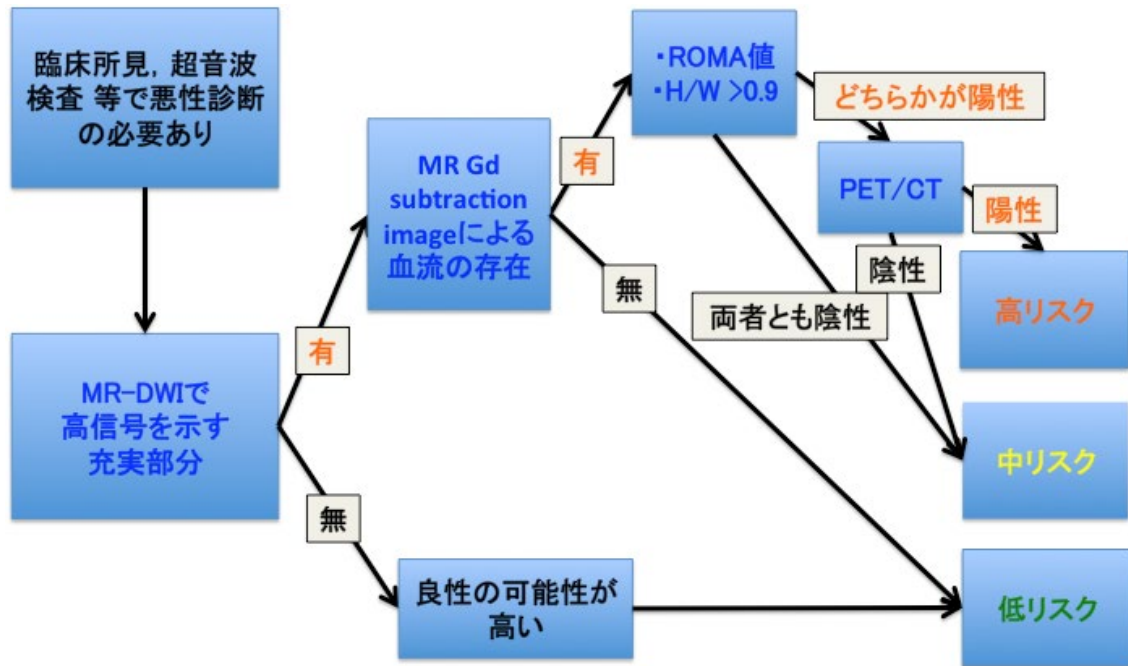 臨床所見, 超音波
検査 等で悪性診断
の必要あり
MR-DWIで
高信号を示す
充実部分
有
無
MR Gd
subtraction
imageによる
血流の存在
有
無
良性の可能性が
高い
・ROMA値
・H/W >0.9
どちらかが陽性
両者とも陰性
PET/CT
陽性
陰性
高リスク
中リスク
低リスク